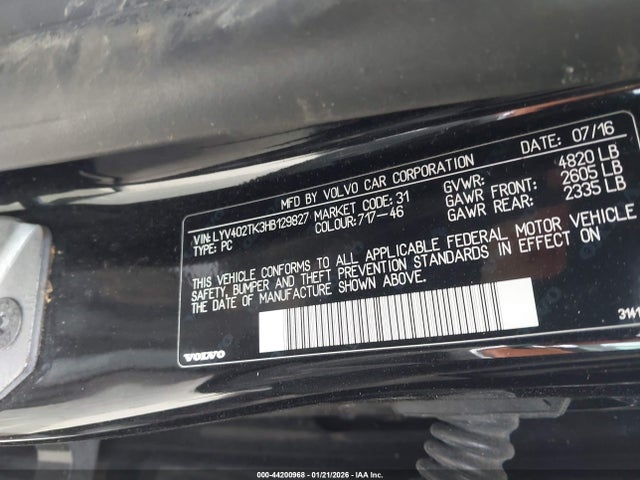 MFD BY VOLVO CAR CORPORATION DATE: 07/16
VIN: LYV402TK3HB129827 MARKET CODE: 31 GVWR: 4820 LB
TYPE: PC COLOUR: 717-46 GAWR FRONT: 2605 LB
GAWR REAR: 2335 LB
THIS VEHICLE CONFORMS TO ALL APPLICABLE FEDERAL MOTOR VEHICLE
SAFETY, BUMPER AND THEFT PREVENTION STANDARDS IN EFFECT ON
THE DATE OF MANUFACTURE SHOWN ABOVE.
VOLVO
000-44200968 - 01/21/2026 - IAA Inc.